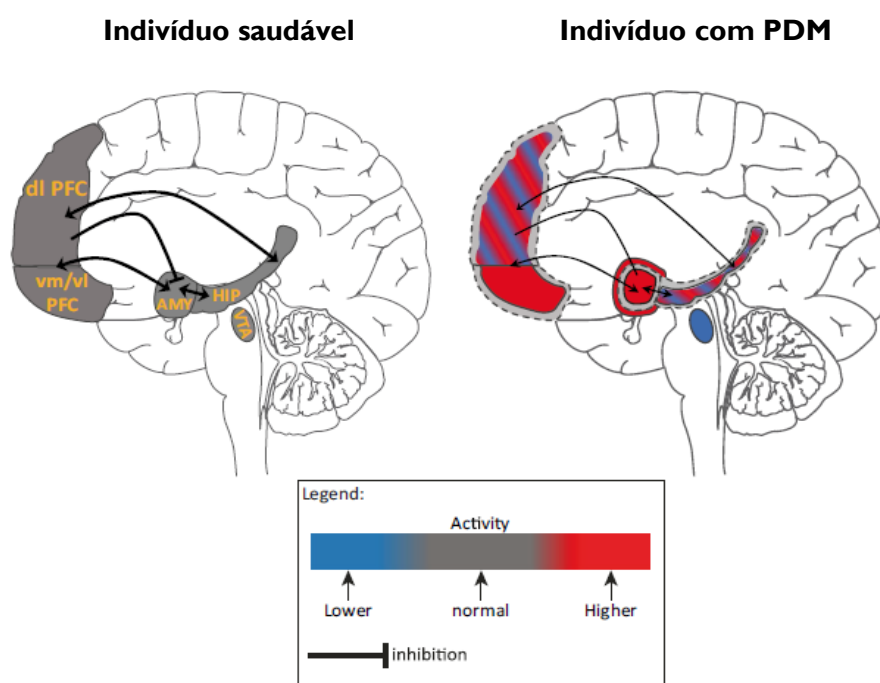 Indivíduo saudável
Indivíduo com PDM
dl PFC
vm/vl
PFC
AMY
HIP
VTA
Legend:
Activity
Lower
normal
Higher
inhibition